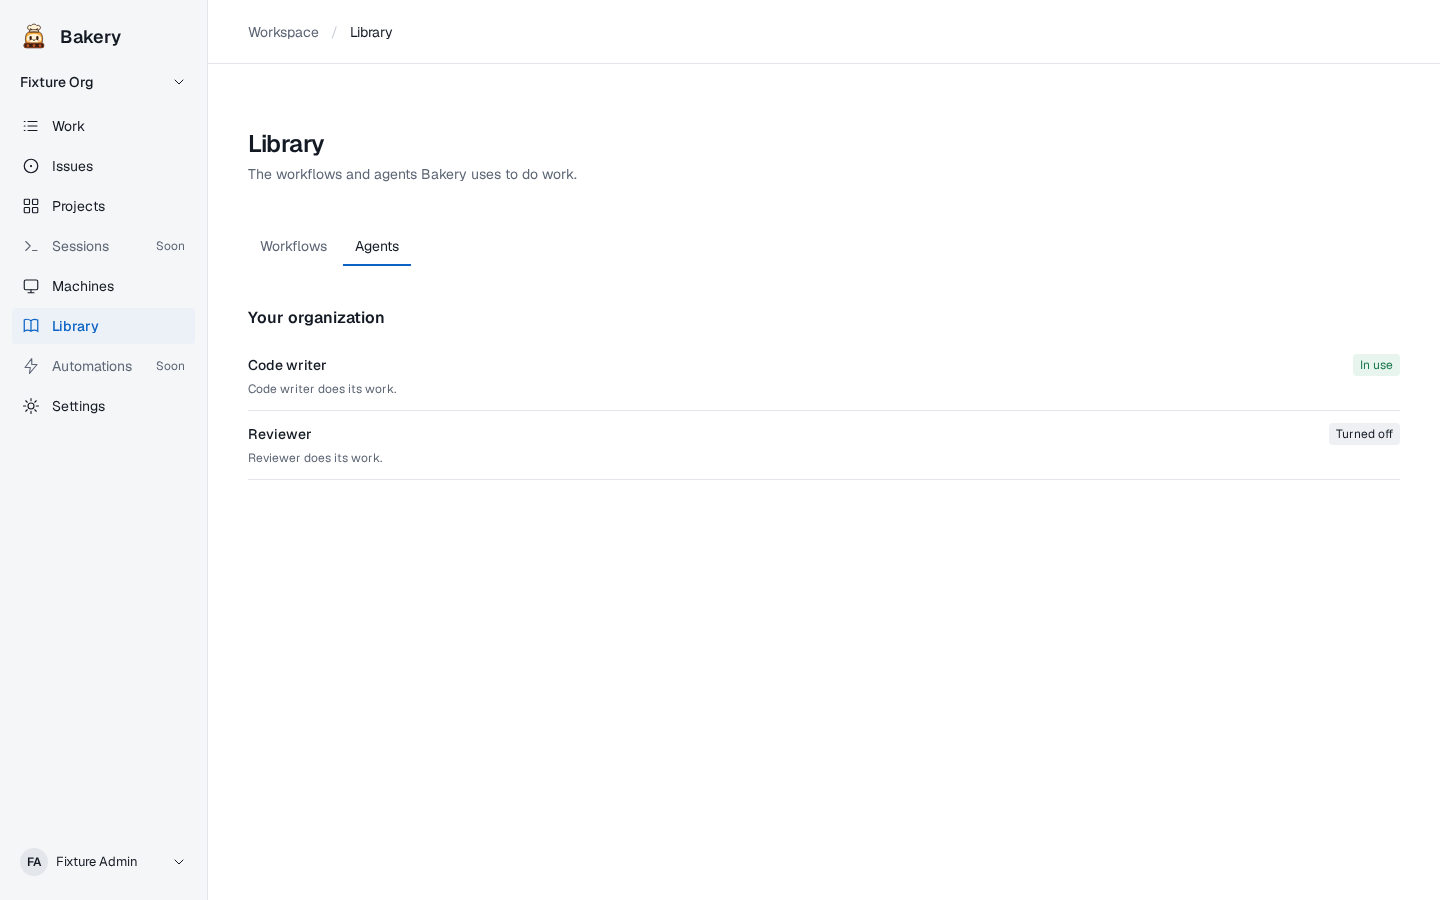 Bakery
Fixture Org
Work
Issues
Projects
Sessions Soon
Machines
Library
Automations Soon
Settings
FA Fixture Admin
Workspace / Library
Library
The workflows and agents Bakery uses to do work.
Workflows Agents
Your organization
Code writer In use
Code writer does its work.
Reviewer Turned off
Reviewer does its work.